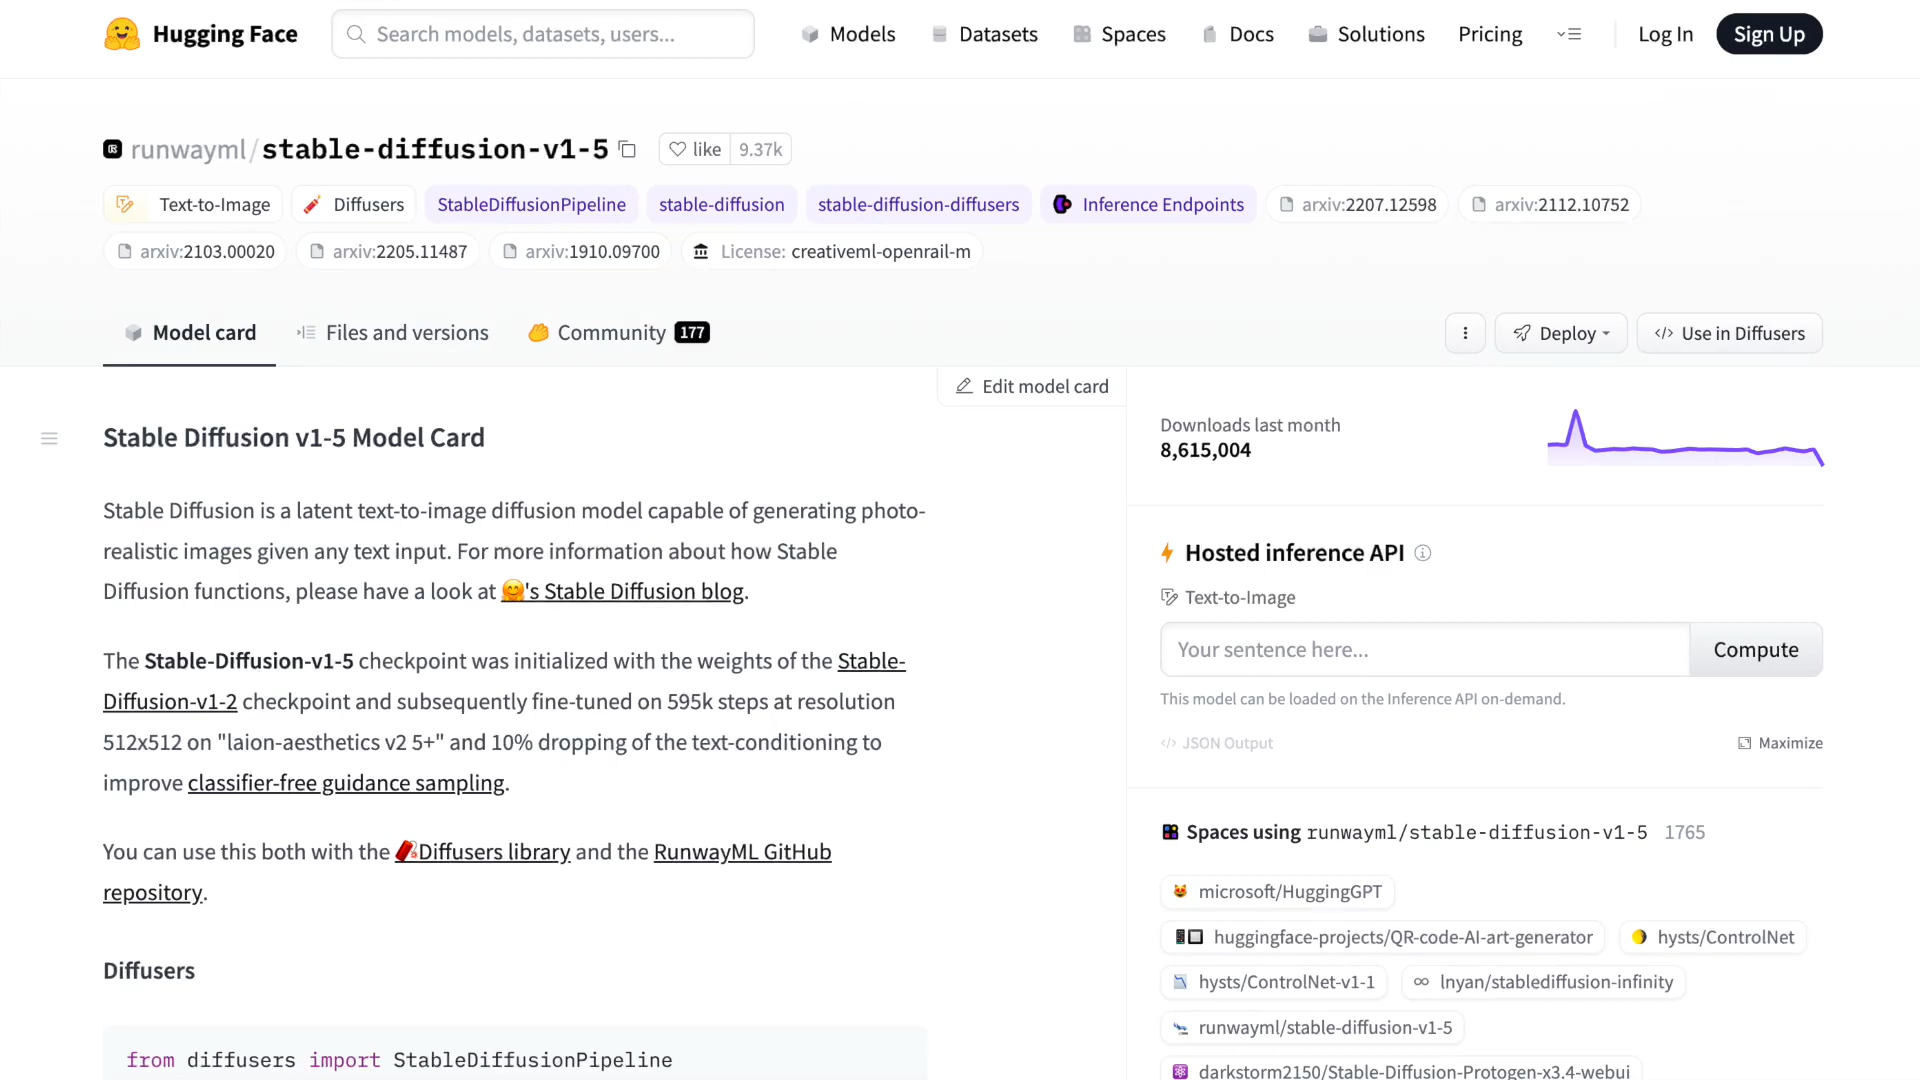 Hugging Face
Search models, datasets, users...
Models
Datasets
Spaces
Docs
Solutions
Pricing
Log In
Sign Up
runwayml/stable-diffusion-v1-5
like 9.37k
Text-to-Image
Diffusers
StableDiffusionPipeline
stable-diffusion
stable-diffusion-diffusers
Inference Endpoints
arxiv:2207.12598
arxiv:2112.10752
arxiv:2103.00020
arxiv:2205.11487
arxiv:1910.09700
License: creativeml-openrail-m
Model card
Files and versions
Community 177
Deploy
</> Use in Diffusers
Edit model card
Stable Diffusion v1-5 Model Card
Stable Diffusion is a latent text-to-image diffusion model capable of generating photo-
realistic images given any text input. For more information about how Stable
Diffusion functions, please have a look at 🤗's Stable Diffusion blog.
The Stable-Diffusion-v1-5 checkpoint was initialized with the weights of the Stable-
Diffusion-v1-2 checkpoint and subsequently fine-tuned on 595k steps at resolution
512x512 on "laion-aesthetics v2 5+" and 10% dropping of the text-conditioning to
improve classifier-free guidance sampling.
You can use this both with the 🧨Diffusers library and the RunwayML GitHub
repository.
Diffusers
from diffusers import StableDiffusionPipeline
Downloads last month
8,615,004
Hosted inference API
Text-to-Image
Your sentence here...
Compute
This model can be loaded on the Inference API on-demand.
</> JSON Output
Maximize
Spaces using runwayml/stable-diffusion-v1-5 1765
microsoft/HuggingGPT
huggingface-projects/QR-code-AI-art-generator
hysts/ControlNet
hysts/ControlNet-v1-1
lnyan/stablediffusion-infinity
runwayml/stable-diffusion-v1-5
darkstorm2150/Stable-Diffusion-Protogen-x3.4-webui